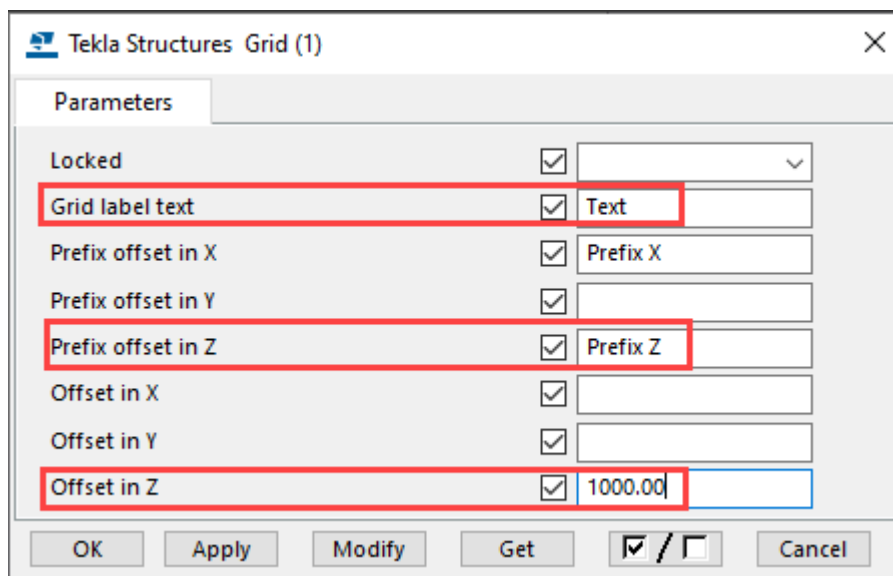 Tekla Structures Grid (1)
Parameters
Locked
Grid label text Text
Prefix offset in X Prefix X
Prefix offset in Y
Prefix offset in Z Prefix Z
Offset in X
Offset in Y
Offset in Z 1000.00
OK Apply Modify Get / Cancel